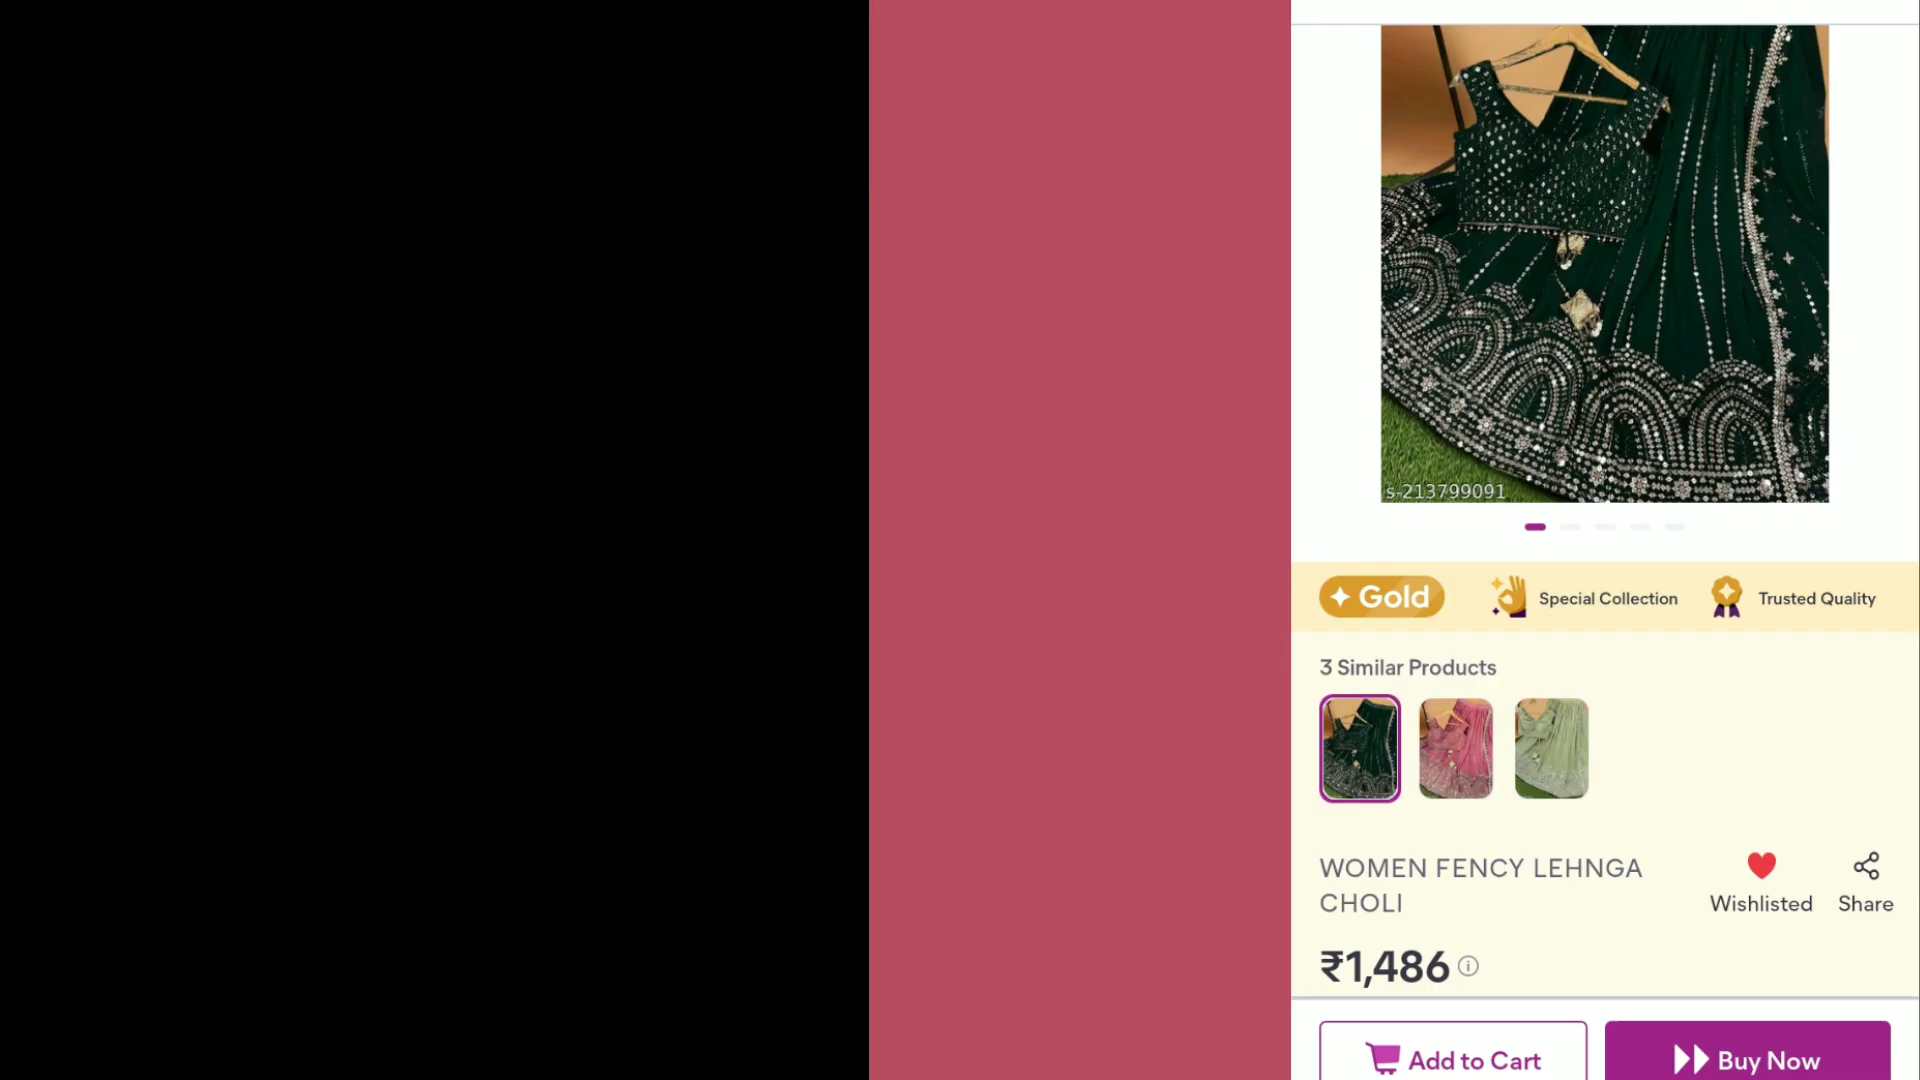 s-213799091
Gold
Special Collection
Trusted Quality
3 Similar Products
WOMEN FENCY LEHNGA
CHOLI
Wishlisted
Share
₹1,486
Add to Cart
Buy Now